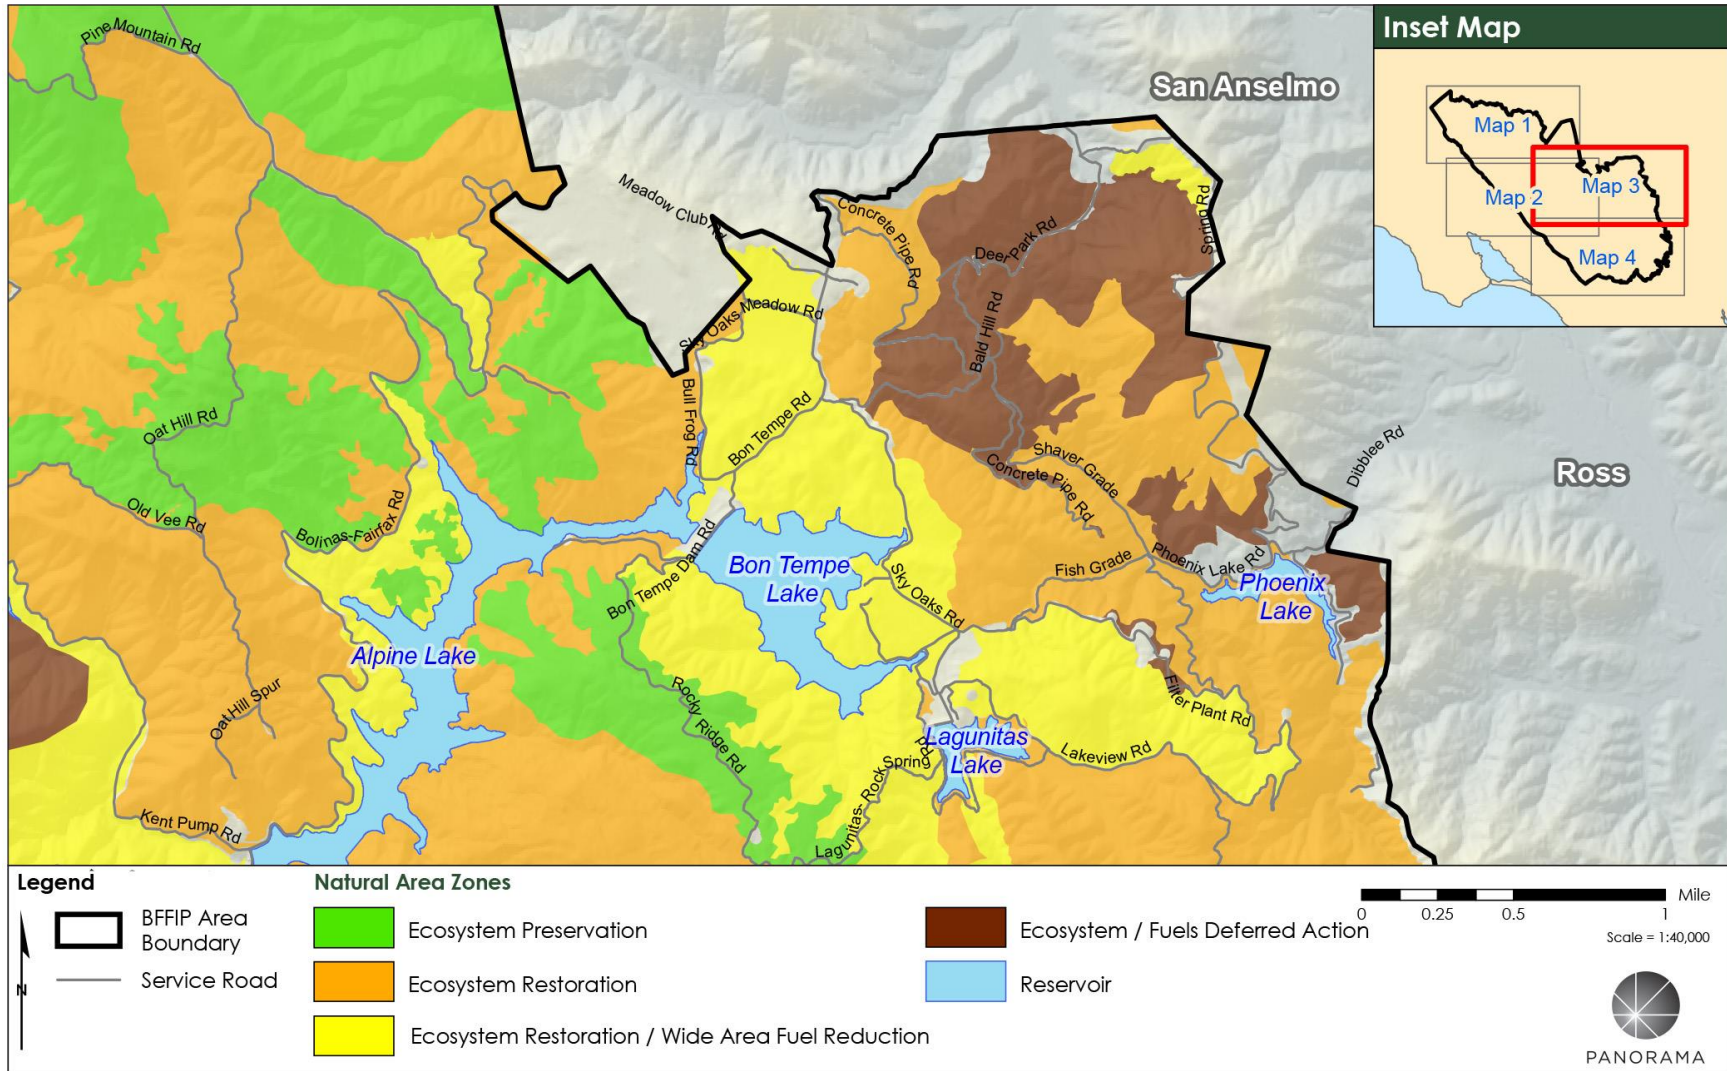 Inset Map
Map 1
Map 2
Map 3
Map 4
San Anselmo
Ross
Pine Mountain Rd
Meadow Club Rd
Concrete Pipe Rd
Deer Park Rd
Shind Rd
Bald Hill Rd
Sky Oaks Meadow Rd
Bull Frog Rd
Bon Tempe Rd
Oat Hill Rd
Old Vee Rd
Bolinas-Fairfax Rd
Shaver Grade
Concrete Pipe Rd
Dibblee Rd
Bon Tempe Dam Rd
Bon Tempe
Lake
Sky Oaks Rd
Fish Grade
Phoenix Lake Rd
Phoenix
Lake
Alpine Lake
Oat Hill Spur
Rocky Ridge Rd
Filter Plant Rd
Lagunitas
Lake
Lakeview Rd
Lagunitas- Rock Spring Rd
Kent Pump Rd
Legend
BFFIP Area
Boundary
Service Road
N
Natural Area Zones
Ecosystem Preservation
Ecosystem Restoration
Ecosystem Restoration / Wide Area Fuel Reduction
Ecosystem / Fuels Deferred Action
Reservoir
Mile
0 0.25 0.5 1
Scale = 1:40,000
PANORAMA